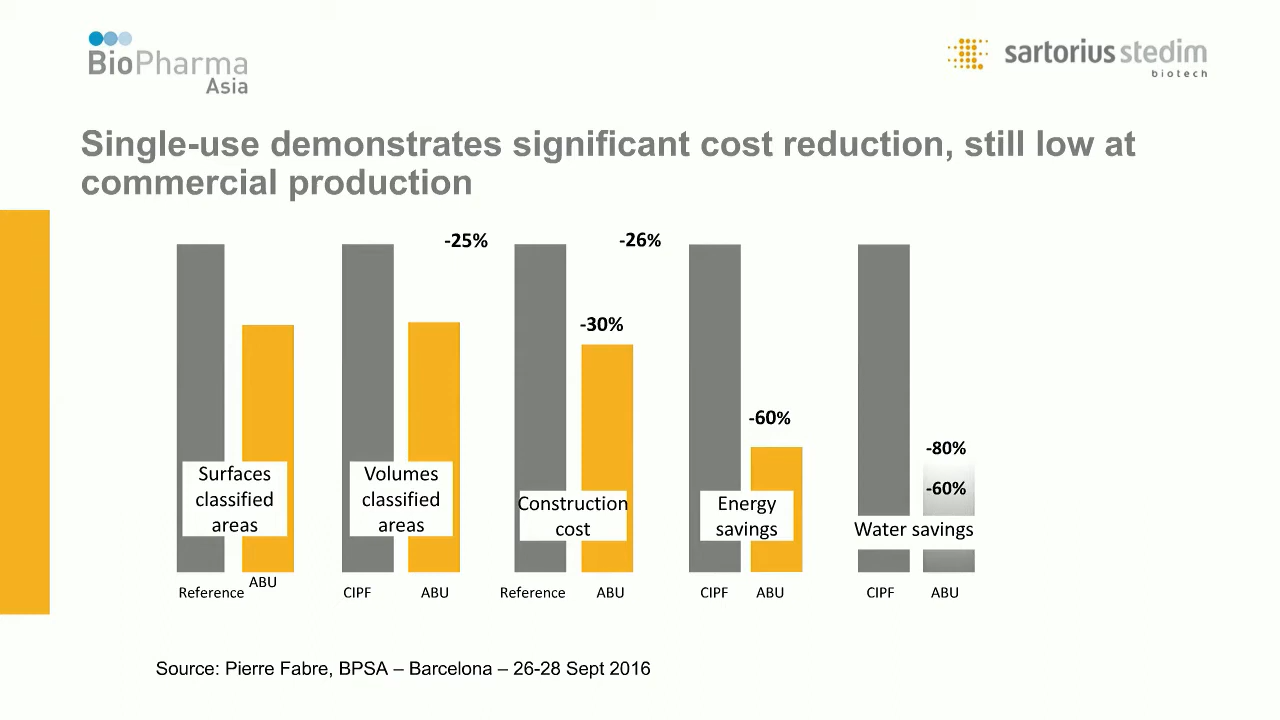 BioPharma
Asia
sartorius stedim
biotech
Single-use demonstrates significant cost reduction, still low at
commercial production
-25%
-26%
-30%
-60%
-80%
-60%
Surfaces
classified
areas
Volumes
classified
areas
Construction
cost
Energy
savings
Water savings
Reference
ABU
CIPF
ABU
Reference
ABU
CIPF
ABU
CIPF
ABU
Source: Pierre Fabre, BPSA – Barcelona – 26-28 Sept 2016